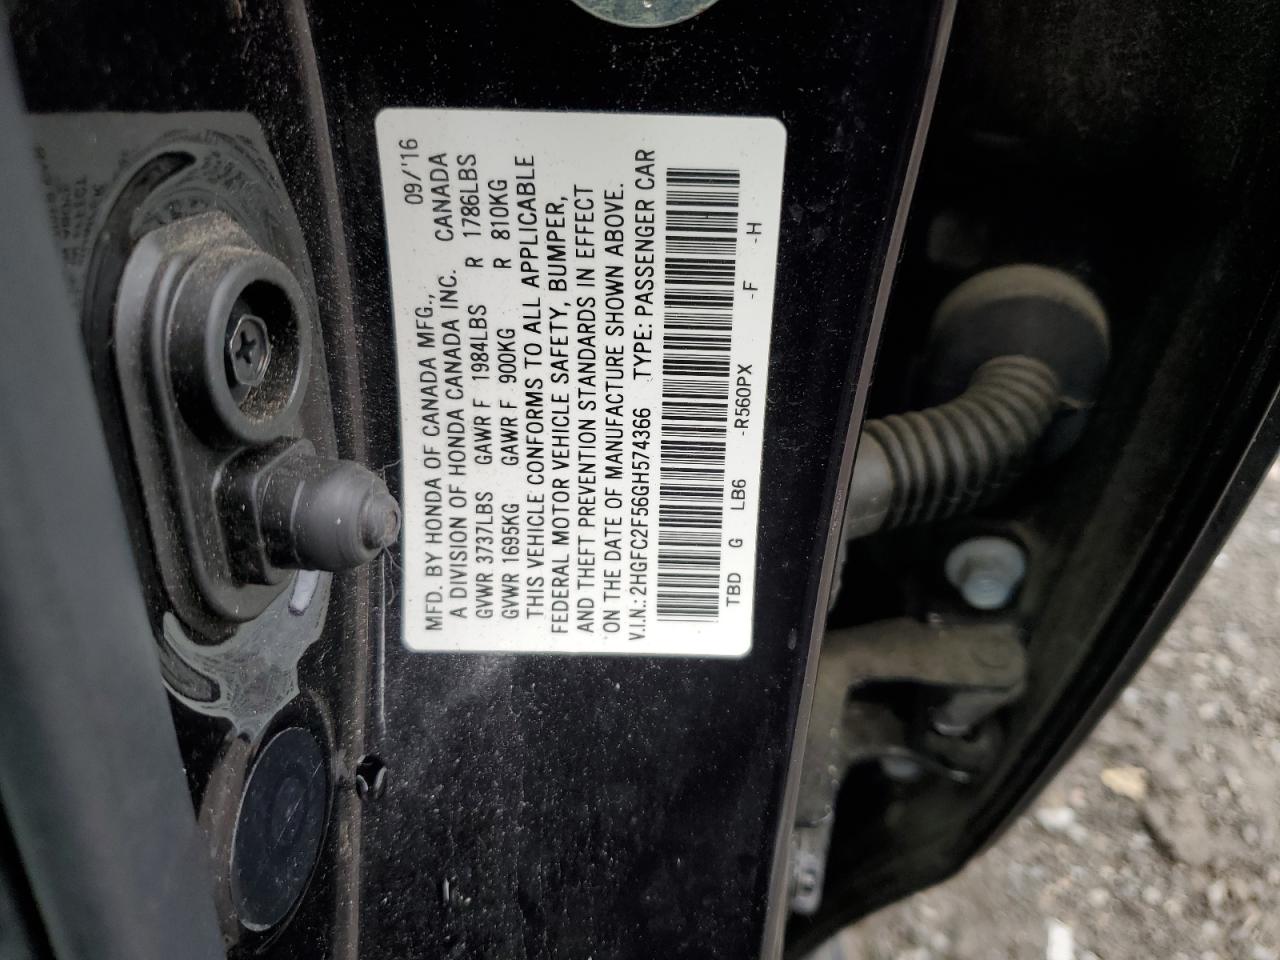 MFD. BY HONDA OF CANADA MFG., 09/'16
A DIVISION OF HONDA CANADA INC. CANADA
GVWR 3737LBS GAWR F 1984LBS R 1786LBS
GVWR 1695KG GAWR F 900KG R 810KG
THIS VEHICLE CONFORMS TO ALL APPLICABLE
FEDERAL MOTOR VEHICLE SAFETY, BUMPER,
AND THEFT PREVENTION STANDARDS IN EFFECT
ON THE DATE OF MANUFACTURE SHOWN ABOVE.
V.I.N.: 2HGFC2F56GH574366 TYPE: PASSENGER CAR
TBD G LB6 -R560PX -F -H